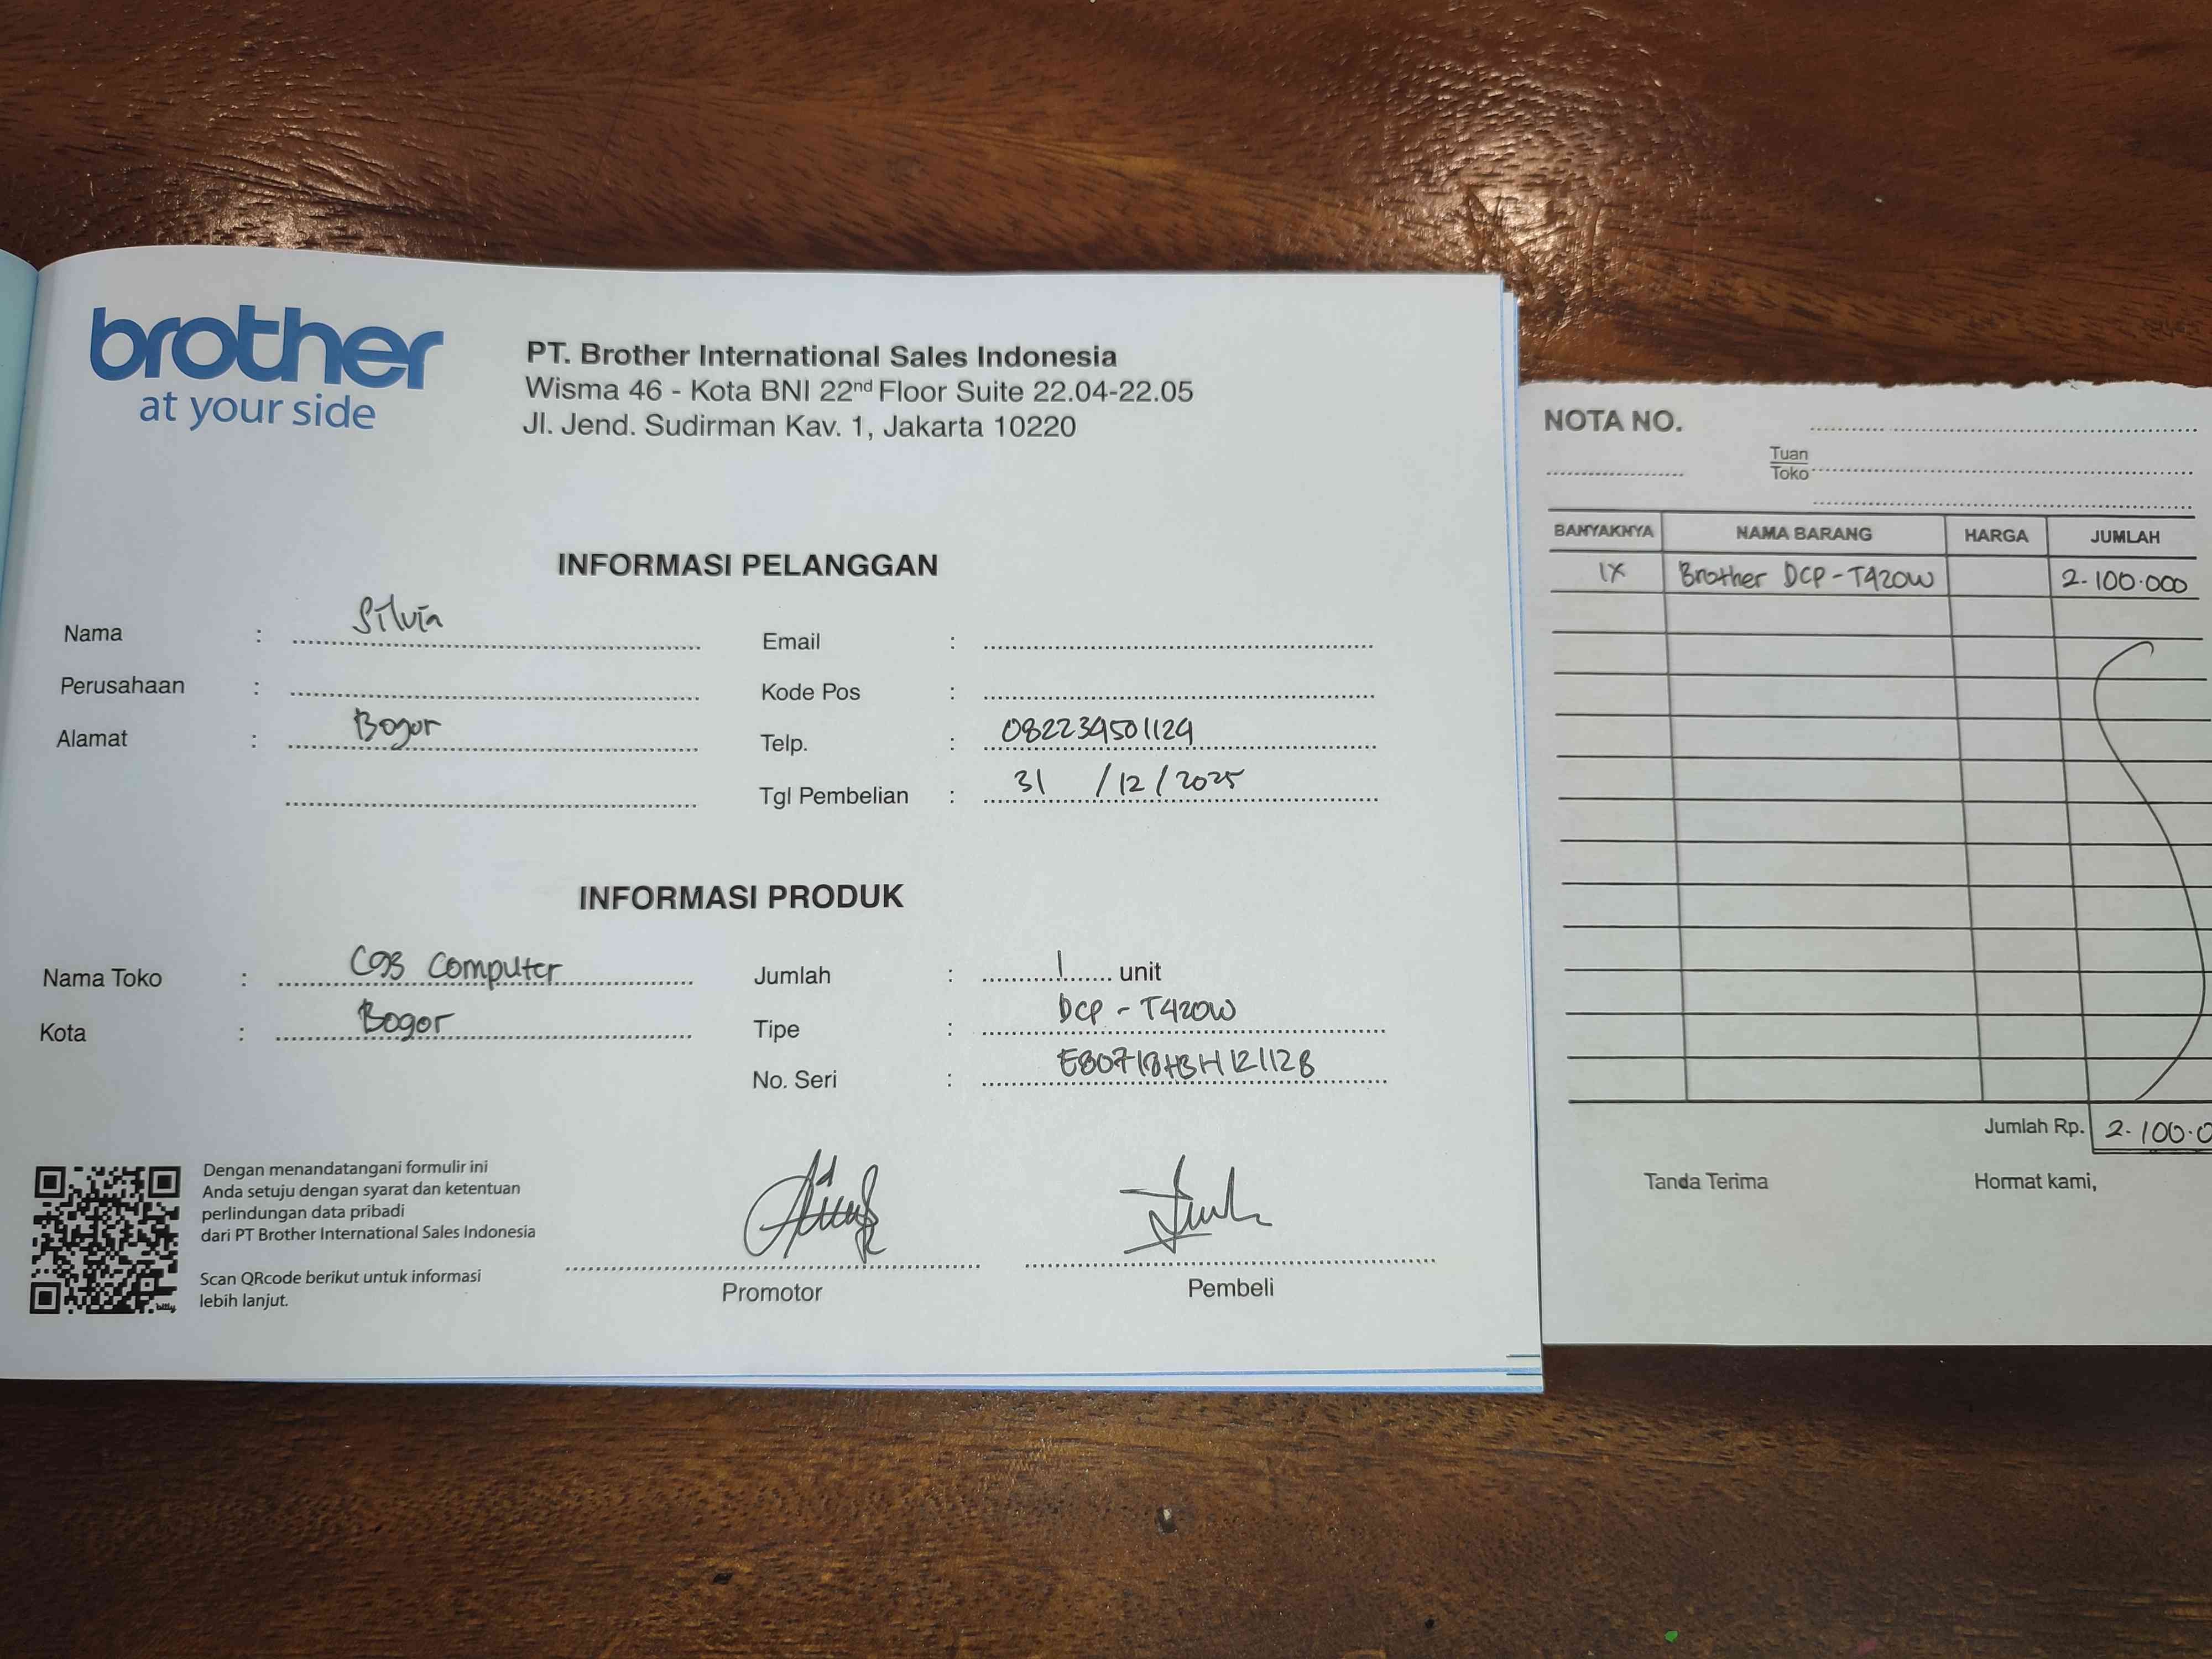 brother
at your side
PT. Brother International Sales Indonesia
Wisma 46 - Kota BNI 22nd Floor Suite 22.04-22.05
Jl. Jend. Sudirman Kav. 1, Jakarta 10220
INFORMASI PELANGGAN
Nama : Silvia
Perusahaan :
Alamat : Bogor
Email :
Kode Pos :
Telp. : 082234501124
Tgl Pembelian : 31 / 12 / 2025
INFORMASI PRODUK
Nama Toko : Computer
Kota : Bogor
Jumlah : 1 unit
Tipe : DCP - T420W
No. Seri :
Dengan menandatangani formulir ini
Anda setuju dengan syarat dan ketentuan
perlindungan data pribadi
dari PT Brother International Sales Indonesia
Scan QRcode berikut untuk informasi
lebih lanjut.
bitly
Promotor
Pembeli
NOTA NO.
Tuan
Toko
BANYAKNYA NAMA BARANG HARGA JUMLAH
1X Brother DCP - T420W 2.100.000
Jumlah Rp. 2.100.0
Tanda Terima Hormat kami,